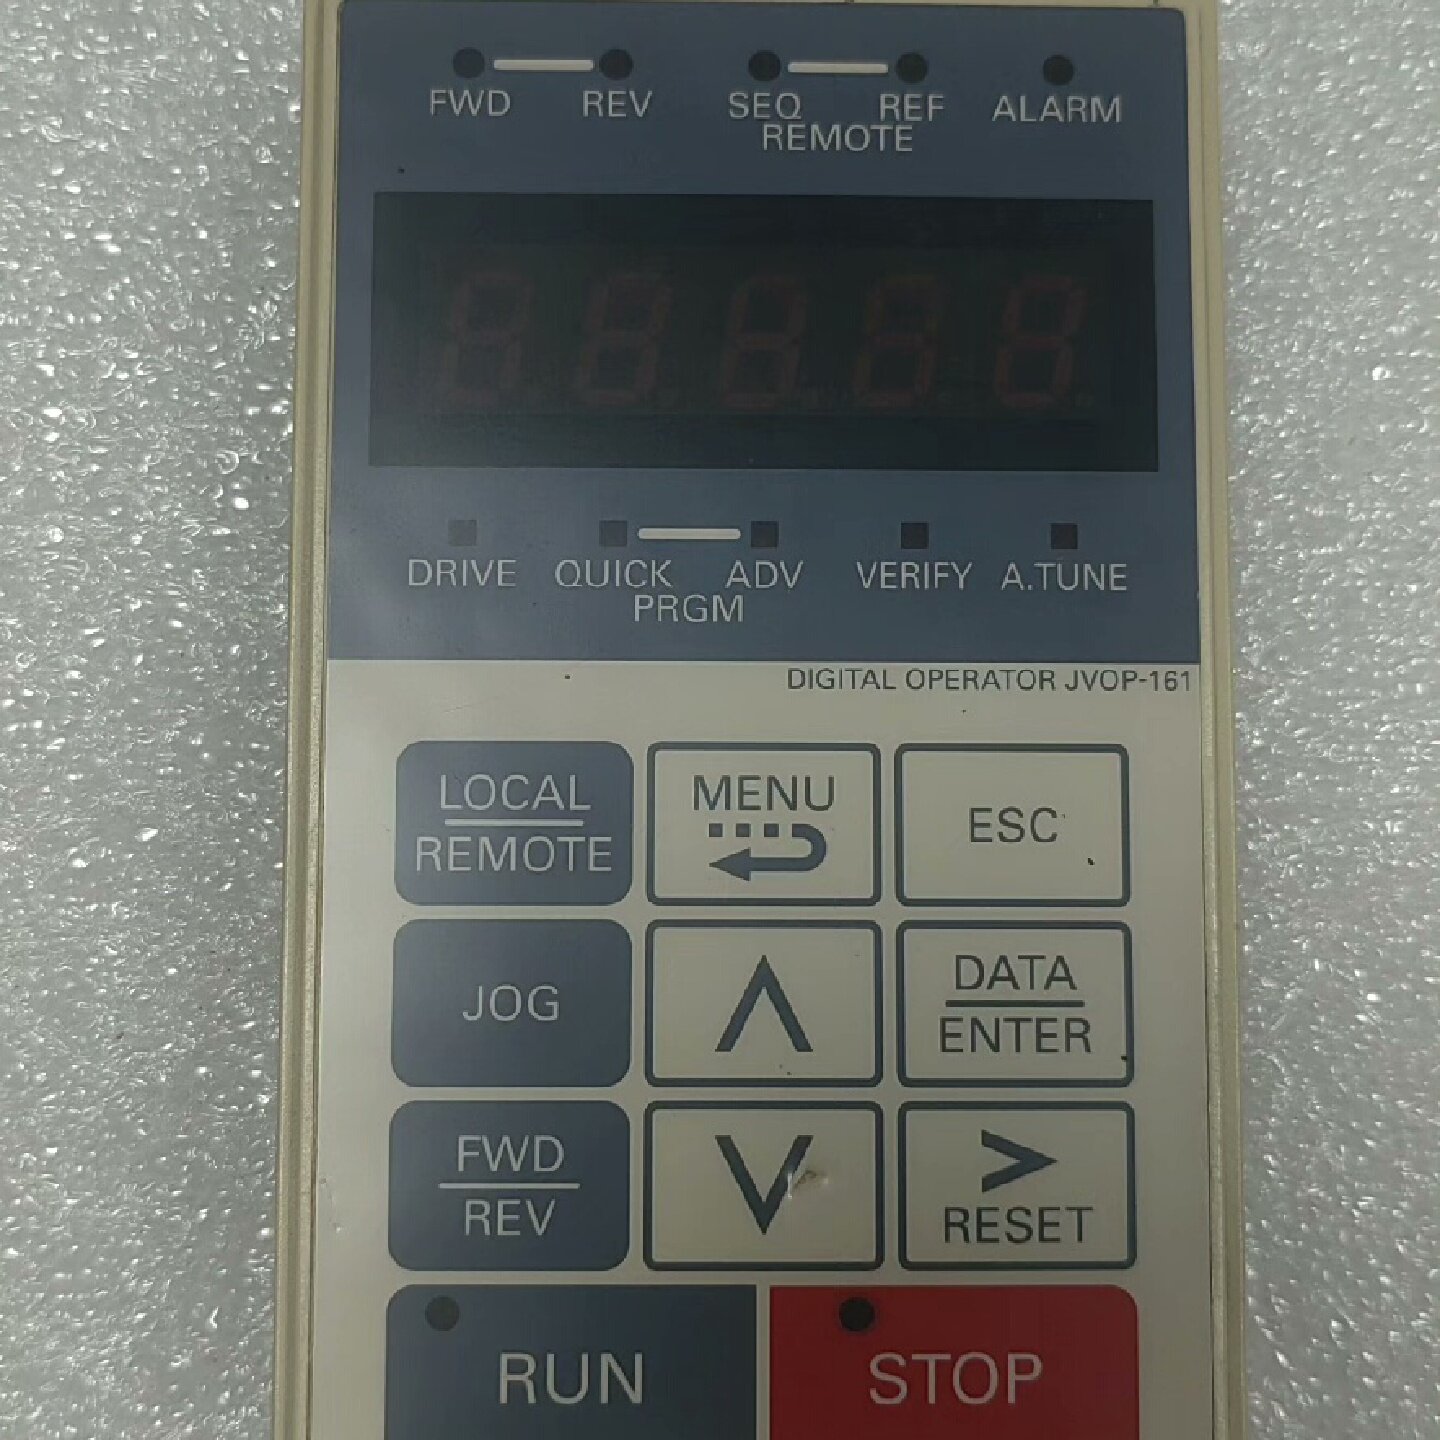 FWD REV SEQ REF ALARM
REMOTE
DRIVE QUICK ADV VERIFY A.TUNE
PRGM
DIGITAL OPERATOR JVOP-161
LOCAL
REMOTE
MENU
ESC
JOG
DATA
ENTER
FWD
REV
>
RESET
RUN
STOP